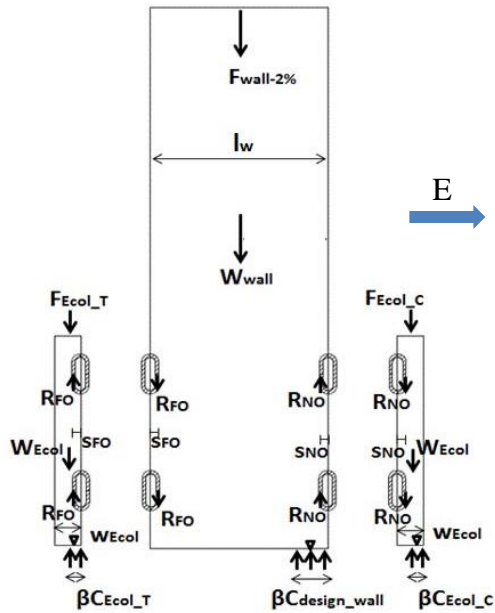 Fwall-2%
lw
E
Wwall
FEcol_T
FEcol_C
RFO RFO RNO RNO
SFO SFO SNO SNO
WEcol WEcol
RFO RFO RNO RNO
wEcol wEcol
βCEcol_T βCdesign_wall βCEcol_C